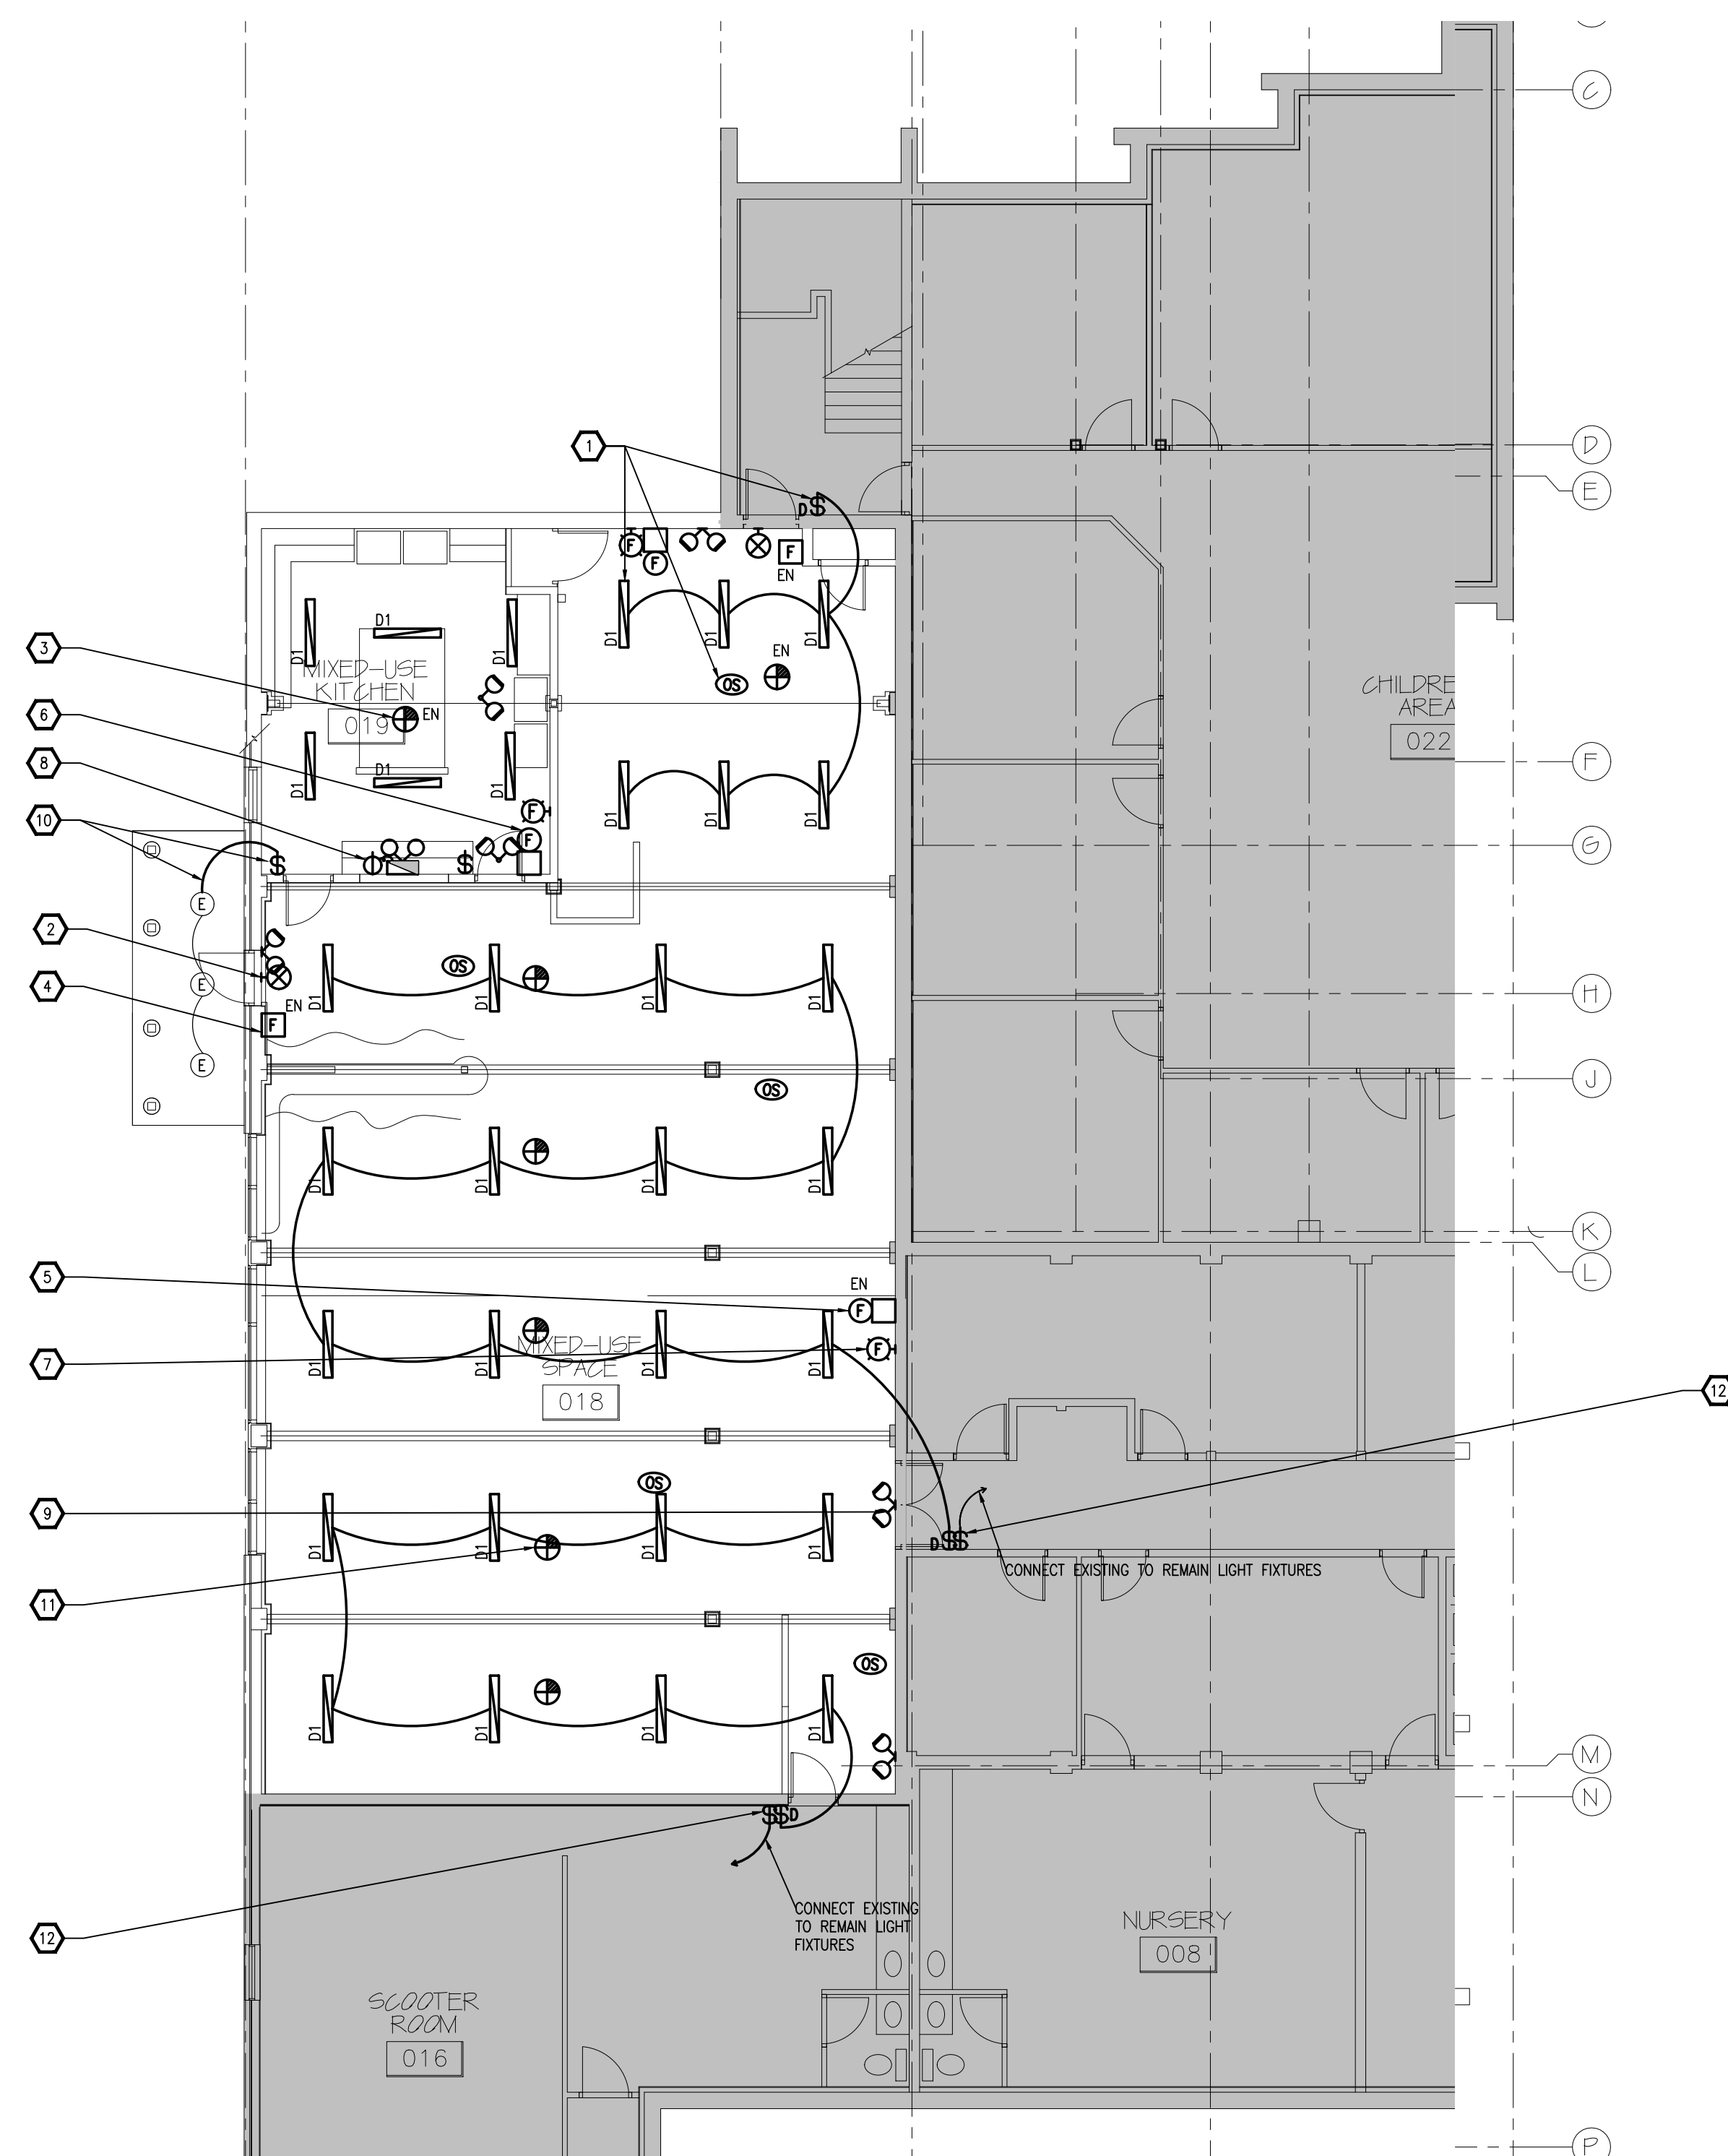 C
1
D
D$
E
F
F
F
EN
D1
D1
D1
D1
D1
D1
3
MIXED-USE
KITCHEN
EN
OS
CHILDRE
AREA
6
019
EN
022
8
D1
D1
D1
D1
D1
D1
F
F
10
F
$
$
G
E
2
OS
4
E
EN
D1
D1
D1
D1
H
F
E
OS
J
D1
D1
D1
D1
K
5
EN
L
F
7
F
MIXED-USE
SPACE
D1
D1
D1
D1
018
12
OS
9
D$$
11
D1
D1
D1
D1
CONNECT EXISTING TO REMAIN LIGHT FIXTURES
OS
D1
D1
D1
D1
M
N
$$D
12
CONNECT EXISTING
TO REMAIN LIGHT
FIXTURES
NURSERY
008
SCOOTER
ROOM
016
P